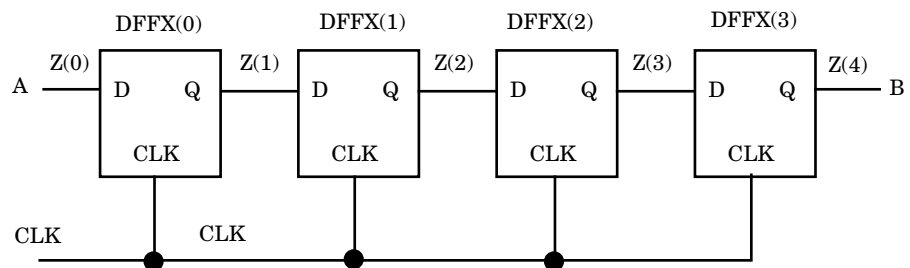 DFFX(0) DFFX(1) DFFX(2) DFFX(3)
Z(0) Z(1) Z(2) Z(3) Z(4)
A D Q D Q D Q D Q B
CLK CLK CLK CLK
CLK CLK